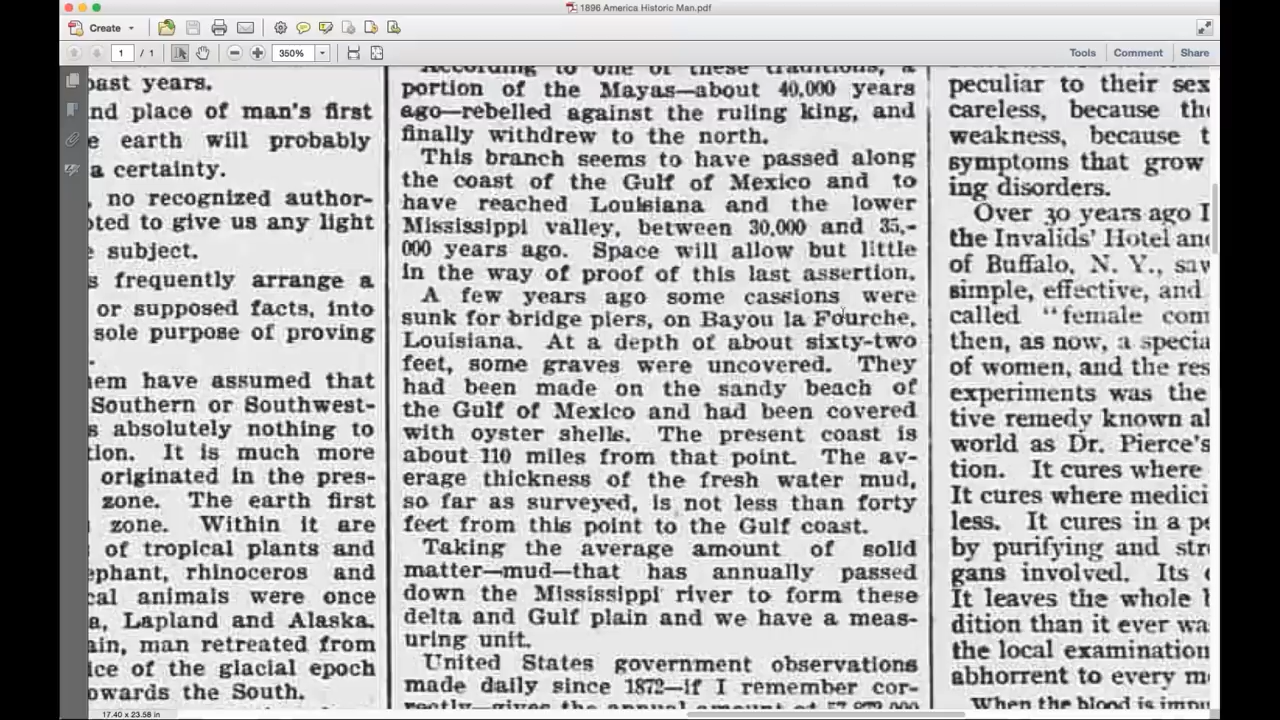 1896 America Historic Man.pdf
Create
1 / 1
350%
Tools
Comment
Share
past years.
nd place of man's first
e earth will probably
a certainty.
, no recognized author-
oted to give us any light
e subject.
s frequently arrange a
or supposed facts, into
sole purpose of proving
em have assumed that
Southern or Southwest-
s absolutely nothing to
tion. It is much more
originated in the pres-
zone. The earth first
zone. Within it are
of tropical plants and
ephant, rhinoceros and
cal animals were once
a, Lapland and Alaska.
ain, man retreated from
ice of the glacial epoch
owards the South.
According to one of these traditions, a
portion of the Mayas—about 40,000 years
ago—rebelled against the ruling king, and
finally withdrew to the north.
This branch seems to have passed along
the coast of the Gulf of Mexico and to
have reached Louisiana and the lower
Mississippi valley, between 30,000 and 35,-
000 years ago. Space will allow but little
in the way of proof of this last assertion.
A few years ago some cassions were
sunk for bridge piers, on Bayou la Fourche,
Louisiana. At a depth of about sixty-two
feet, some graves were uncovered. They
had been made on the sandy beach of
the Gulf of Mexico and had been covered
with oyster shells. The present coast is
about 110 miles from that point. The av-
erage thickness of the fresh water mud,
so far as surveyed, is not less than forty
feet from this point to the Gulf coast.
Taking the average amount of solid
matter—mud—that has annually passed
down the Mississippi river to form these
delta and Gulf plain and we have a meas-
uring unit.
United States government observations
made daily since 1872—if I remember cor-
rectly—gives the annual amount of
peculiar to their sex
careless, because the
weakness, because t
symptoms that grow
ing disorders.
Over 30 years ago I
the Invalids' Hotel and
of Buffalo, N. Y., saw
simple, effective, and
called "female com
then, as now, a specia
of women, and the res
experiments was the
tive remedy known al
world as Dr. Pierce's
tion. It cures where
It cures where medici
less. It cures in a pe
by purifying and stre
gans involved. Its
It leaves the whole
dition than it ever wa
the local examination
abhorrent to every m
When the blood is impu
17.40 x 23.58 in